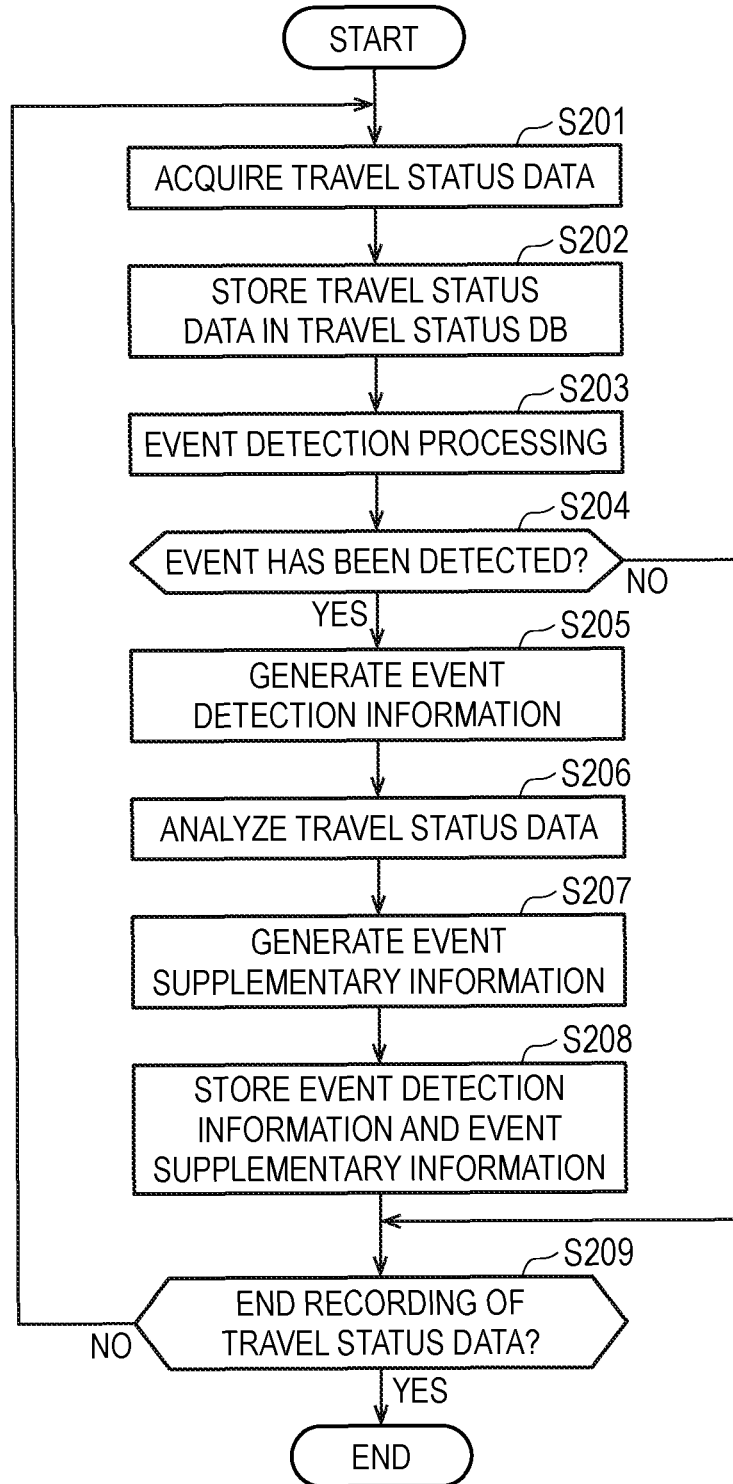 START
S201
ACQUIRE TRAVEL STATUS DATA
S202
STORE TRAVEL STATUS
DATA IN TRAVEL STATUS DB
S203
EVENT DETECTION PROCESSING
S204
EVENT HAS BEEN DETECTED?
NO
YES
S205
GENERATE EVENT
DETECTION INFORMATION
S206
ANALYZE TRAVEL STATUS DATA
S207
GENERATE EVENT
SUPPLEMENTARY INFORMATION
S208
STORE EVENT DETECTION
INFORMATION AND EVENT
SUPPLEMENTARY INFORMATION
S209
END RECORDING OF
TRAVEL STATUS DATA?
NO
YES
END